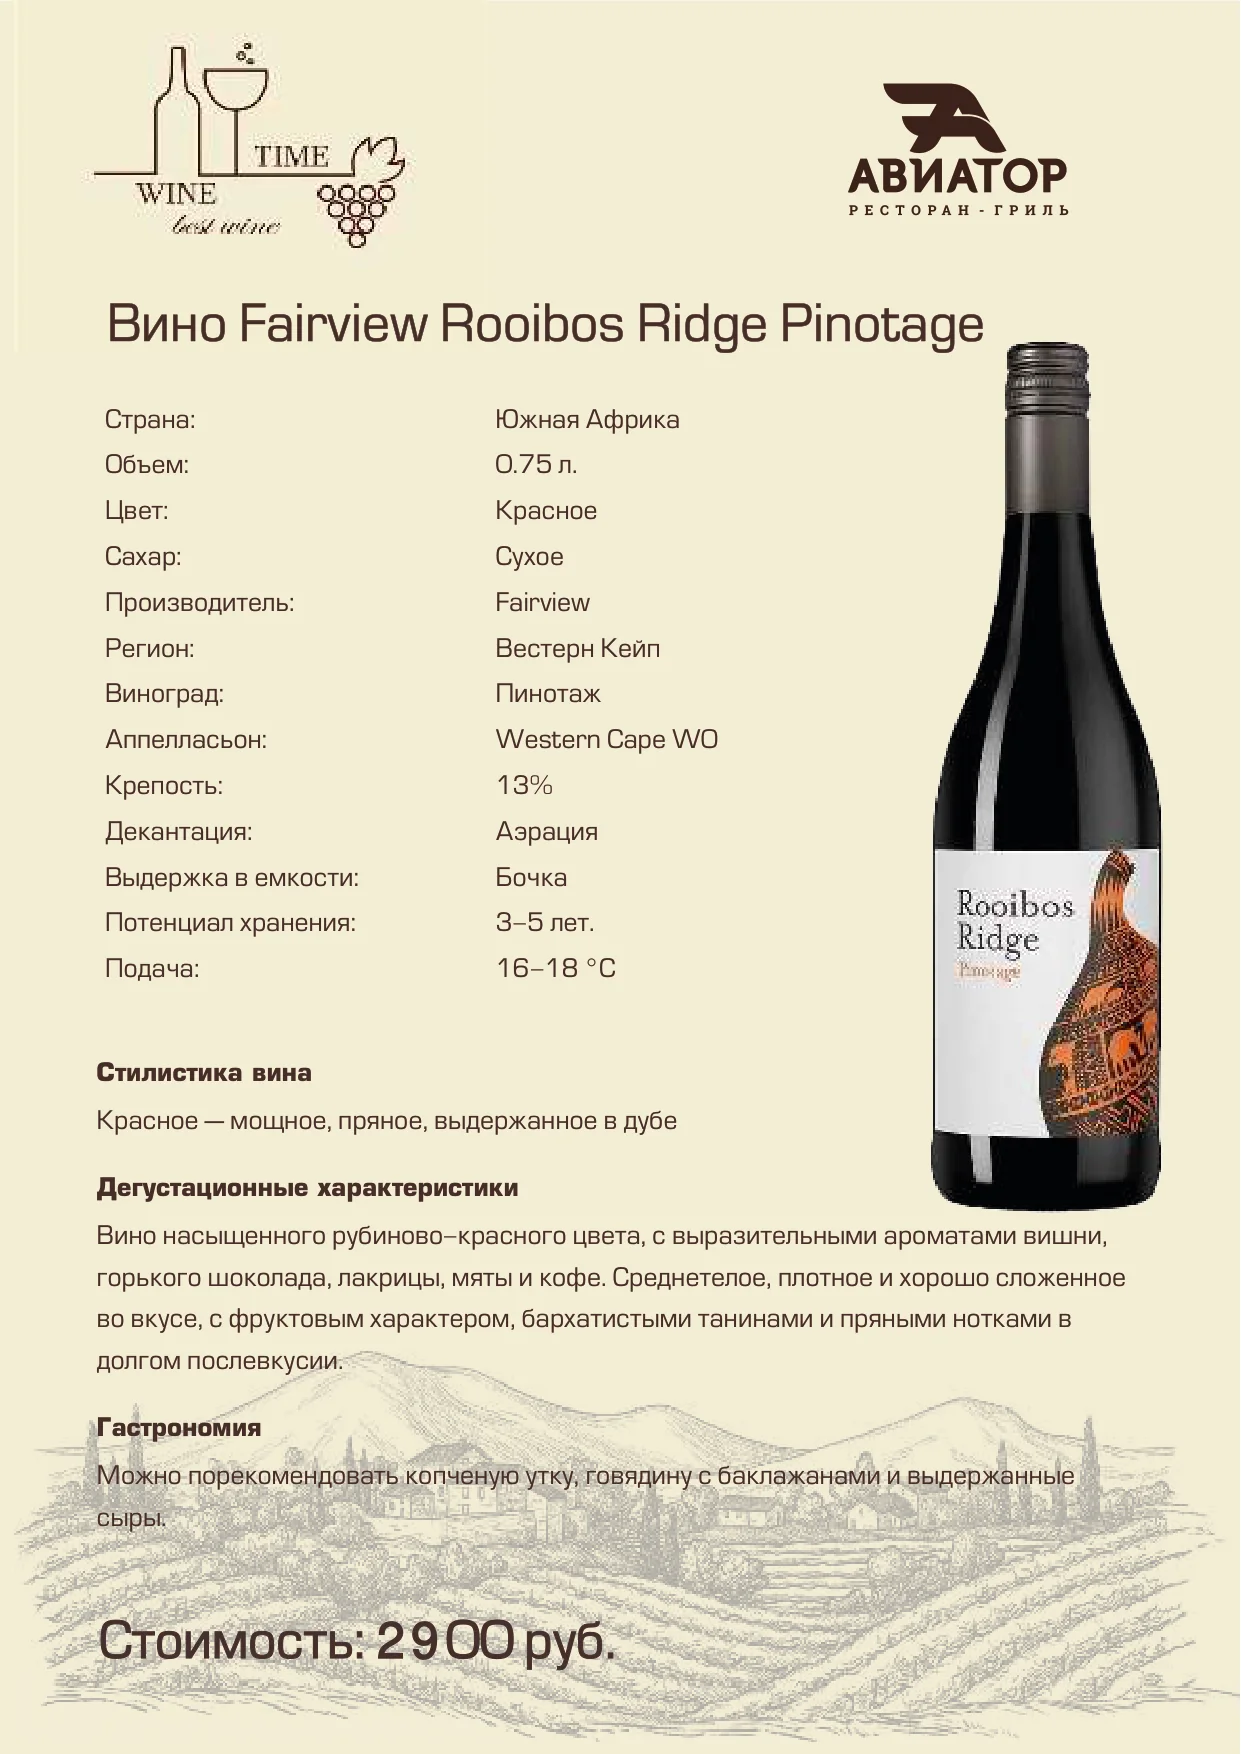 TIME
WINE
best wine
АВИАТОР
РЕСТОРАН - ГРИЛЬ
Вино Fairview Rooibos Ridge Pinotage
Страна: Южная Африка
Объем: 0.75 л.
Цвет: Красное
Сахар: Сухое
Производитель: Fairview
Регион: Вестерн Кейп
Виноград: Пинотаж
Аппелласьон: Western Cape WO
Крепость: 13%
Декантация: Аэрация
Выдержка в емкости: Бочка
Потенциал хранения: 3–5 лет.
Подача: 16–18 °C
Rooibos
Ridge
Pinotage
Стилистика вина
Красное — мощное, пряное, выдержанное в дубе
Дегустационные характеристики
Вино насыщенного рубиново–красного цвета, с выразительными ароматами вишни,
горького шоколада, лакрицы, мяты и кофе. Среднетелое, плотное и хорошо сложенное
во вкусе, с фруктовым характером, бархатистыми танинами и пряными нотками в
долгом послевкусии.
Гастрономия
Можно порекомендовать копченую утку, говядину с баклажанами и выдержанные
сыры.
Стоимость: 2900 руб.